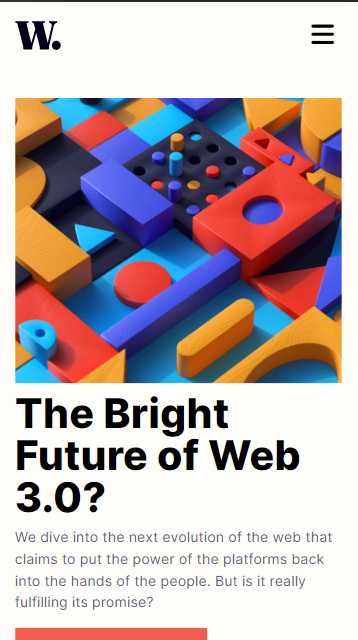 W.
The Bright
Future of Web
3.0?
We dive into the next evolution of the web that
claims to put the power of the platforms back
into the hands of the people. But is it really
fulfilling its promise?